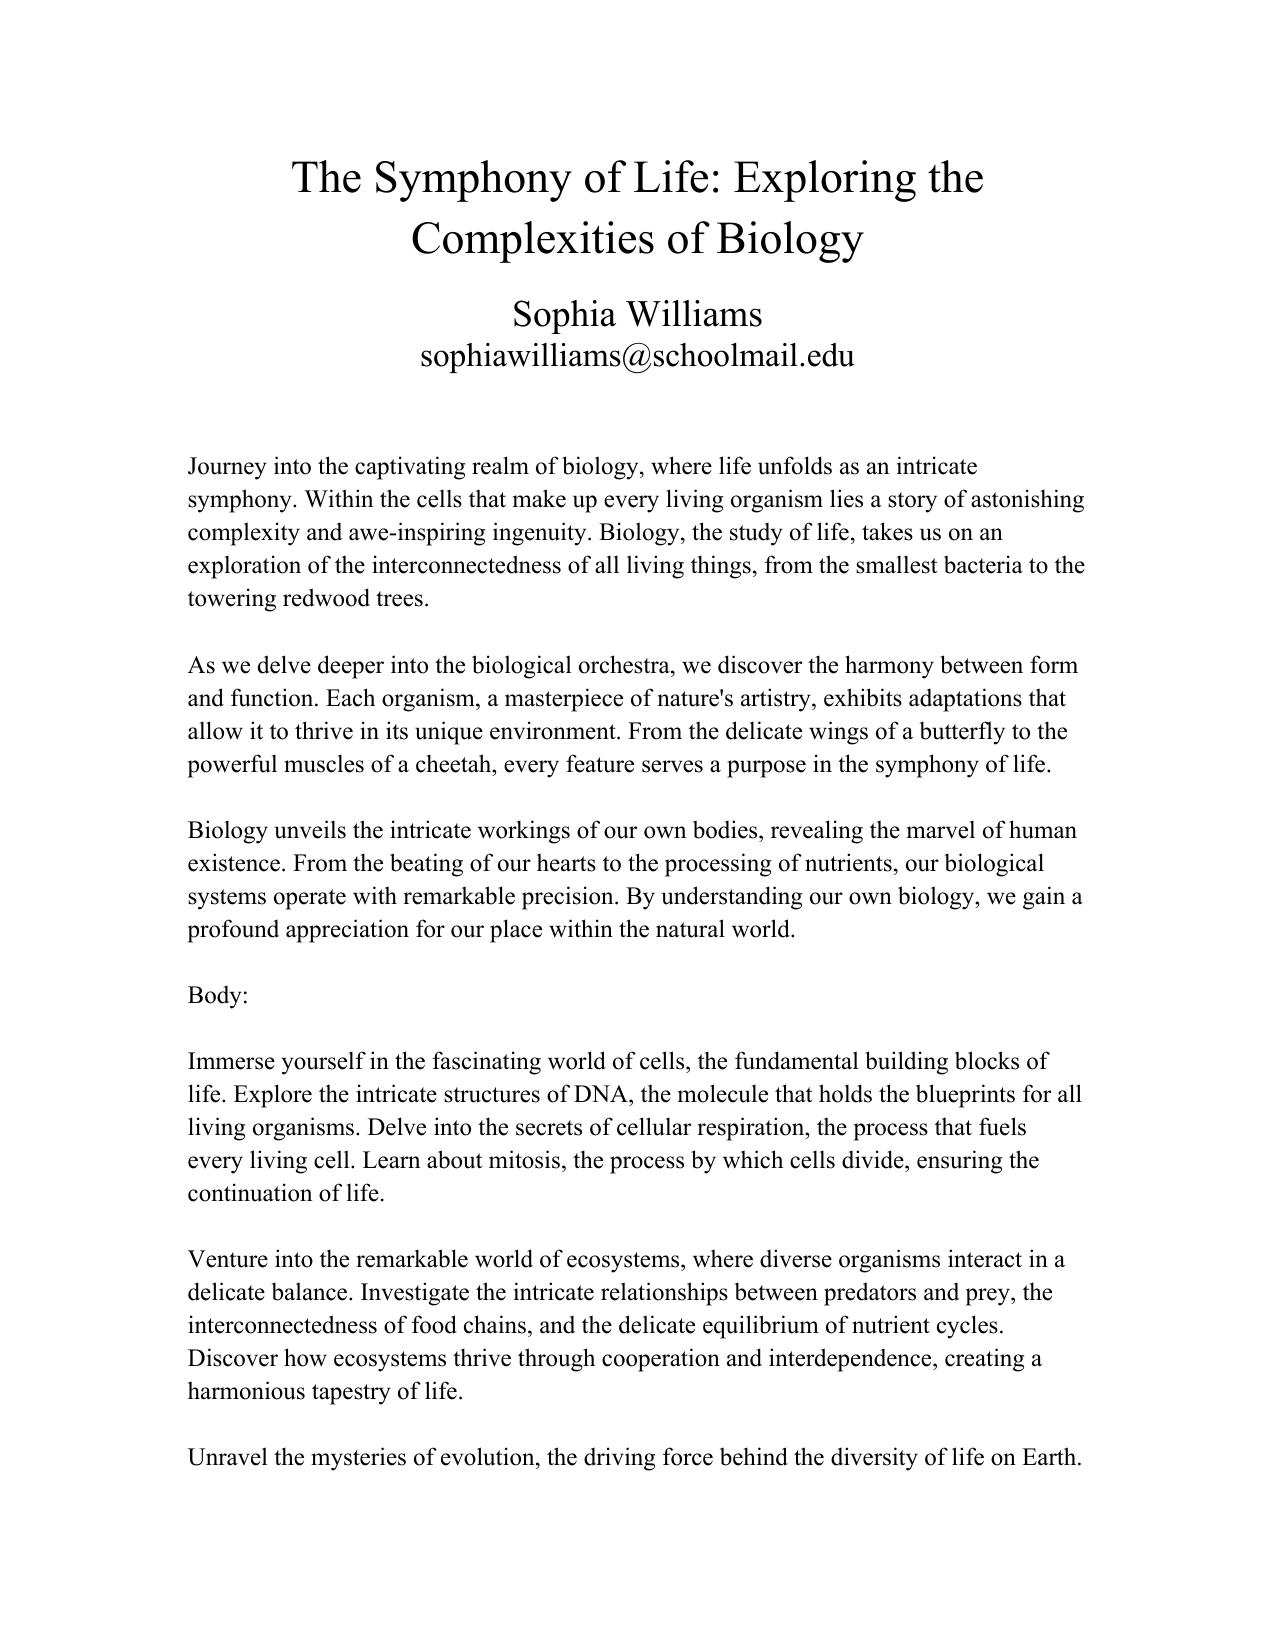 The Symphony of Life: Exploring the
Complexities of Biology
Sophia Williams
sophiawilliams@schoolmail.edu
Journey into the captivating realm of biology, where life unfolds as an intricate
symphony. Within the cells that make up every living organism lies a story of astonishing
complexity and awe-inspiring ingenuity. Biology, the study of life, takes us on an
exploration of the interconnectedness of all living things, from the smallest bacteria to the
towering redwood trees.
As we delve deeper into the biological orchestra, we discover the harmony between form
and function. Each organism, a masterpiece of nature's artistry, exhibits adaptations that
allow it to thrive in its unique environment. From the delicate wings of a butterfly to the
powerful muscles of a cheetah, every feature serves a purpose in the symphony of life.
Biology unveils the intricate workings of our own bodies, revealing the marvel of human
existence. From the beating of our hearts to the processing of nutrients, our biological
systems operate with remarkable precision. By understanding our own biology, we gain a
profound appreciation for our place within the natural world.
Body:
Immerse yourself in the fascinating world of cells, the fundamental building blocks of
life. Explore the intricate structures of DNA, the molecule that holds the blueprints for all
living organisms. Delve into the secrets of cellular respiration, the process that fuels
every living cell. Learn about mitosis, the process by which cells divide, ensuring the
continuation of life.
Venture into the remarkable world of ecosystems, where diverse organisms interact in a
delicate balance. Investigate the intricate relationships between predators and prey, the
interconnectedness of food chains, and the delicate equilibrium of nutrient cycles.
Discover how ecosystems thrive through cooperation and interdependence, creating a
harmonious tapestry of life.
Unravel the mysteries of evolution, the driving force behind the diversity of life on Earth.